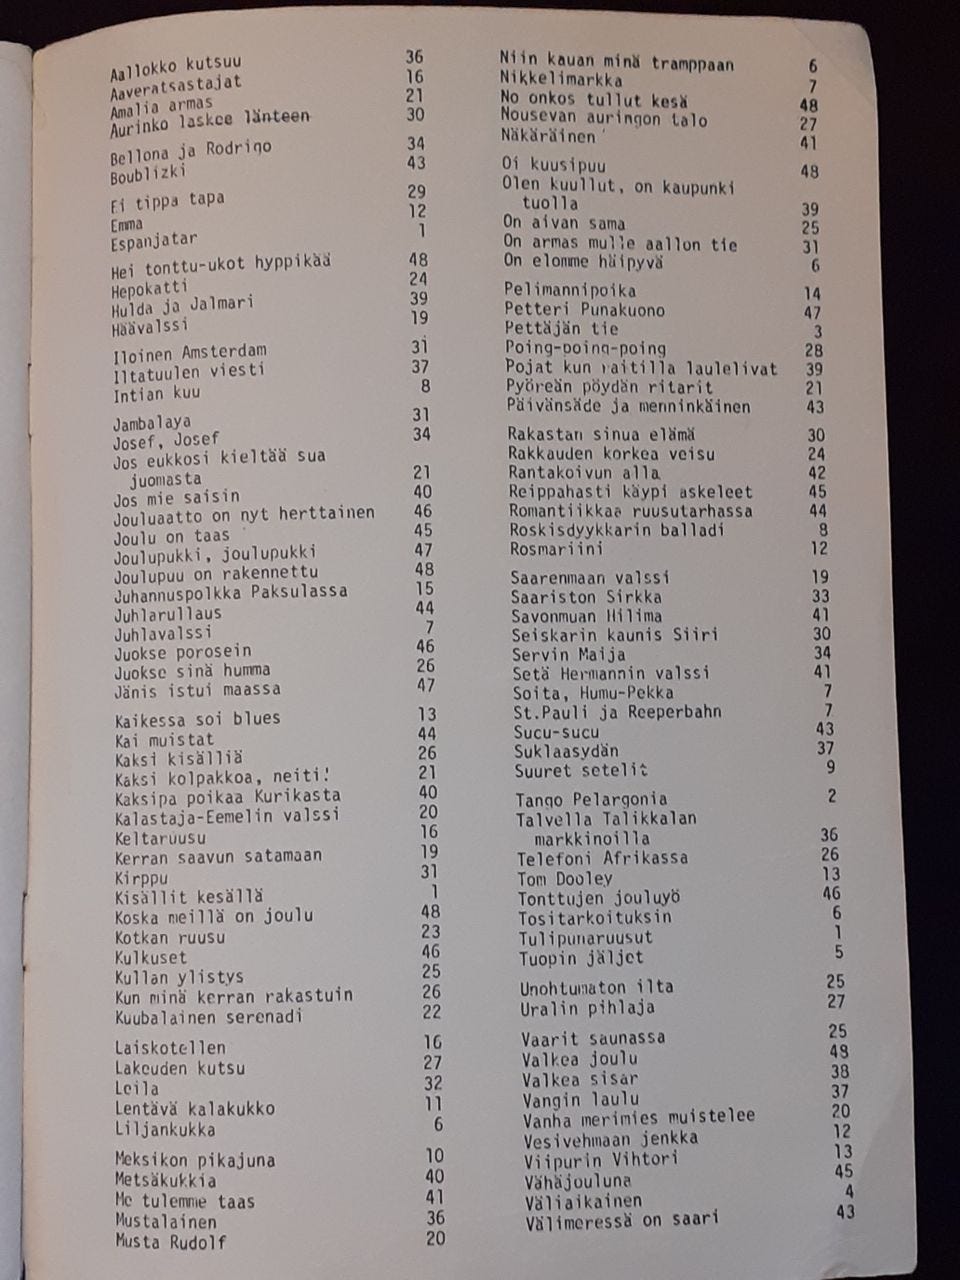 Aallokko kutsuu 36
Aaveratsastajat 16
Amalia armas 21
Aurinko laskee länteen 30
Bellona ja Rodrigo 34
Boublizki 43
Ei tippa tapa 29
Emma 12
Espanjatar 1
Hei tonttu-ukot hyppikää 48
Hepokatti 24
Hulda ja Jalmari 39
Häävalssi 19
Iloinen Amsterdam 31
Iltatuulen viesti 37
Intian kuu 8
Jambalaya 31
Josef, Josef 34
Jos eukkosi kieltää sua
juomasta 21
Jos mie saisin 40
Jouluaatto on nyt herttainen 46
Joulu on taas 45
Joulupukki, joulupukki 47
Joulupuu on rakennettu 48
Juhannuspolkka Paksulassa 15
Juhlarullaus 44
Juhlavalssi 7
Juokse porosein 46
Juokse sinä humma 26
Jänis istui maassa 47
Kaikessa soi blues 13
Kai muistat 44
Kaksi kisälliä 26
Kaksi kolpakkoa, neiti! 21
Kaksipa poikaa Kurikasta 40
Kalastaja-Eemelin valssi 20
Keltaruusu 16
Kerran saavun satamaan 19
Kirppu 31
Kisällit kesällä 1
Koska meillä on joulu 48
Kotkan ruusu 23
Kulkuset 46
Kullan ylistys 25
Kun minä kerran rakastuin 26
Kuubalainen serenadi 22
Laiskotellen 16
Lakeuden kutsu 27
Leila 32
Lentävä kalakukko 11
Liljankukka 6
Meksikon pikajuna 10
Metsäkukkia 40
Me tulemme taas 41
Mustalainen 36
Musta Rudolf 20
Niin kauan minä tramppaan 6
Nikkelimarkka 7
No onkos tullut kesä 48
Nousevan auringon talo 27
Näkäräinen 41
Oi kuusipuu 48
Olen kuullut, on kaupunki
tuolla 39
On aivan sama 25
On armas mulle aallon tie 31
On elomme häipyvä 6
Pelimannipoika 14
Petteri Punakuono 47
Pettäjän tie 3
Poing-poing-poing 28
Pojat kun raitilla laulelivat 39
Pyöreän pöydän ritarit 21
Päivänsäde ja menninkäinen 43
Rakastan sinua elämä 30
Rakkauden korkea veisu 24
Rantakoivun alla 42
Reippahasti käypi askeleet 45
Romantiikkaa ruusutarhassa 44
Roskisdyykkarin balladi 8
Rosmariini 12
Saarenmaan valssi 19
Saariston Sirkka 33
Savonmuan Hilima 41
Seiskarin kaunis Siiri 30
Servin Maija 34
Setä Hermannin valssi 41
Soita, Humu-Pekka 7
St.Pauli ja Reeperbahn 7
Sucu-sucu 43
Suklaasydän 37
Suuret setelit 9
Tango Pelargonia 2
Talvella Talikkalan
markkinoilla 36
Telefoni Afrikassa 26
Tom Dooley 13
Tonttujen jouluyö 46
Tositarkoituksin 6
Tulipunaruusut 1
Tuopin jäljet 5
Unohtumaton ilta 25
Uralin pihlaja 27
Vaarit saunassa 25
Valkea joulu 48
Valkea sisar 38
Vangin laulu 37
Vanha merimies muistelee 20
Vesivehmaan jenkka 12
Viipurin Vihtori 13
Vähäjouluna 45
Väliaikainen 4
Välimeressä on saari 43